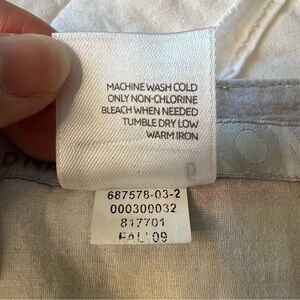 MACHINE WASH COLD
ONLY NON-CHLORINE
BLEACH WHEN NEEDED
TUMBLE DRY LOW
WARM IRON
0
687578-03-2
000300032
817701
FALL'09